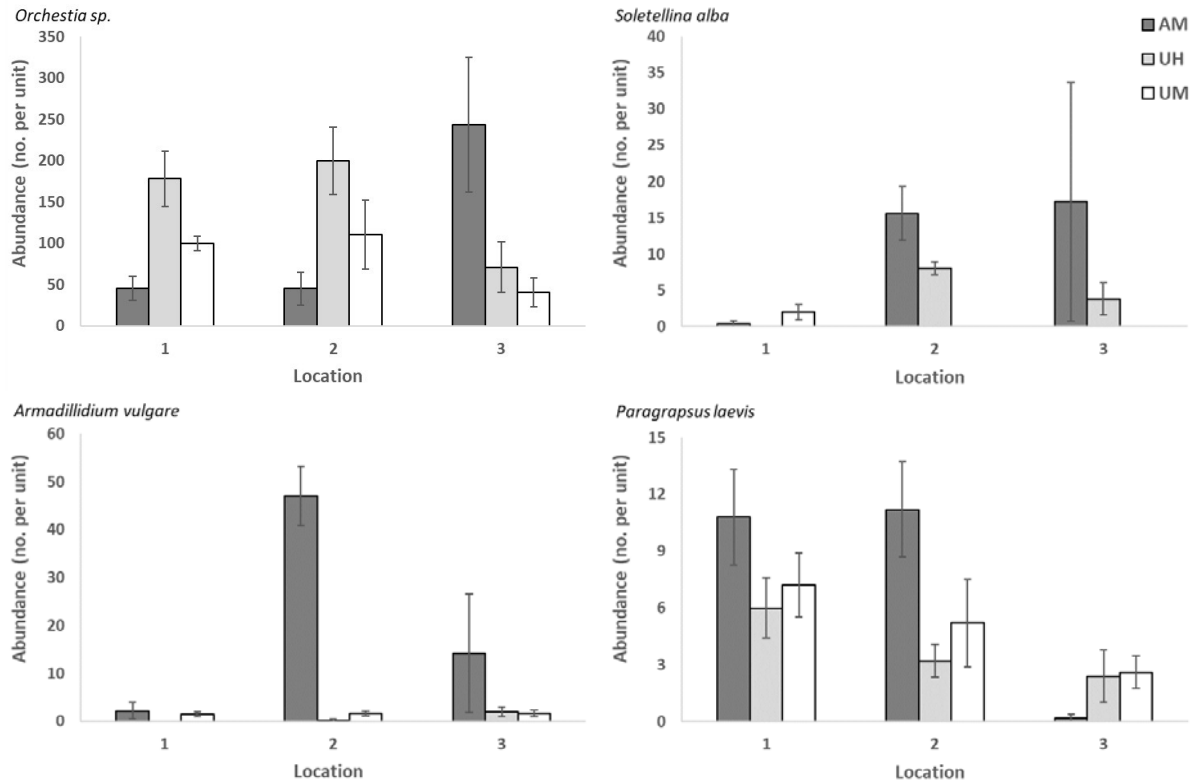 Orchestia sp.
350
300
250
200
150
100
50
0
Abundance (no. per unit)
1 2 3
Location
Soletellina alba
40
35
30
25
20
15
10
5
0
Abundance (no. per unit)
1 2 3
Location
AM
UH
UM
Armadillidium vulgare
60
50
40
30
20
10
0
Abundance (no. per unit)
1 2 3
Location
Paragrapsus laevis
15
12
9
6
3
0
Abundance (no. per unit)
1 2 3
Location